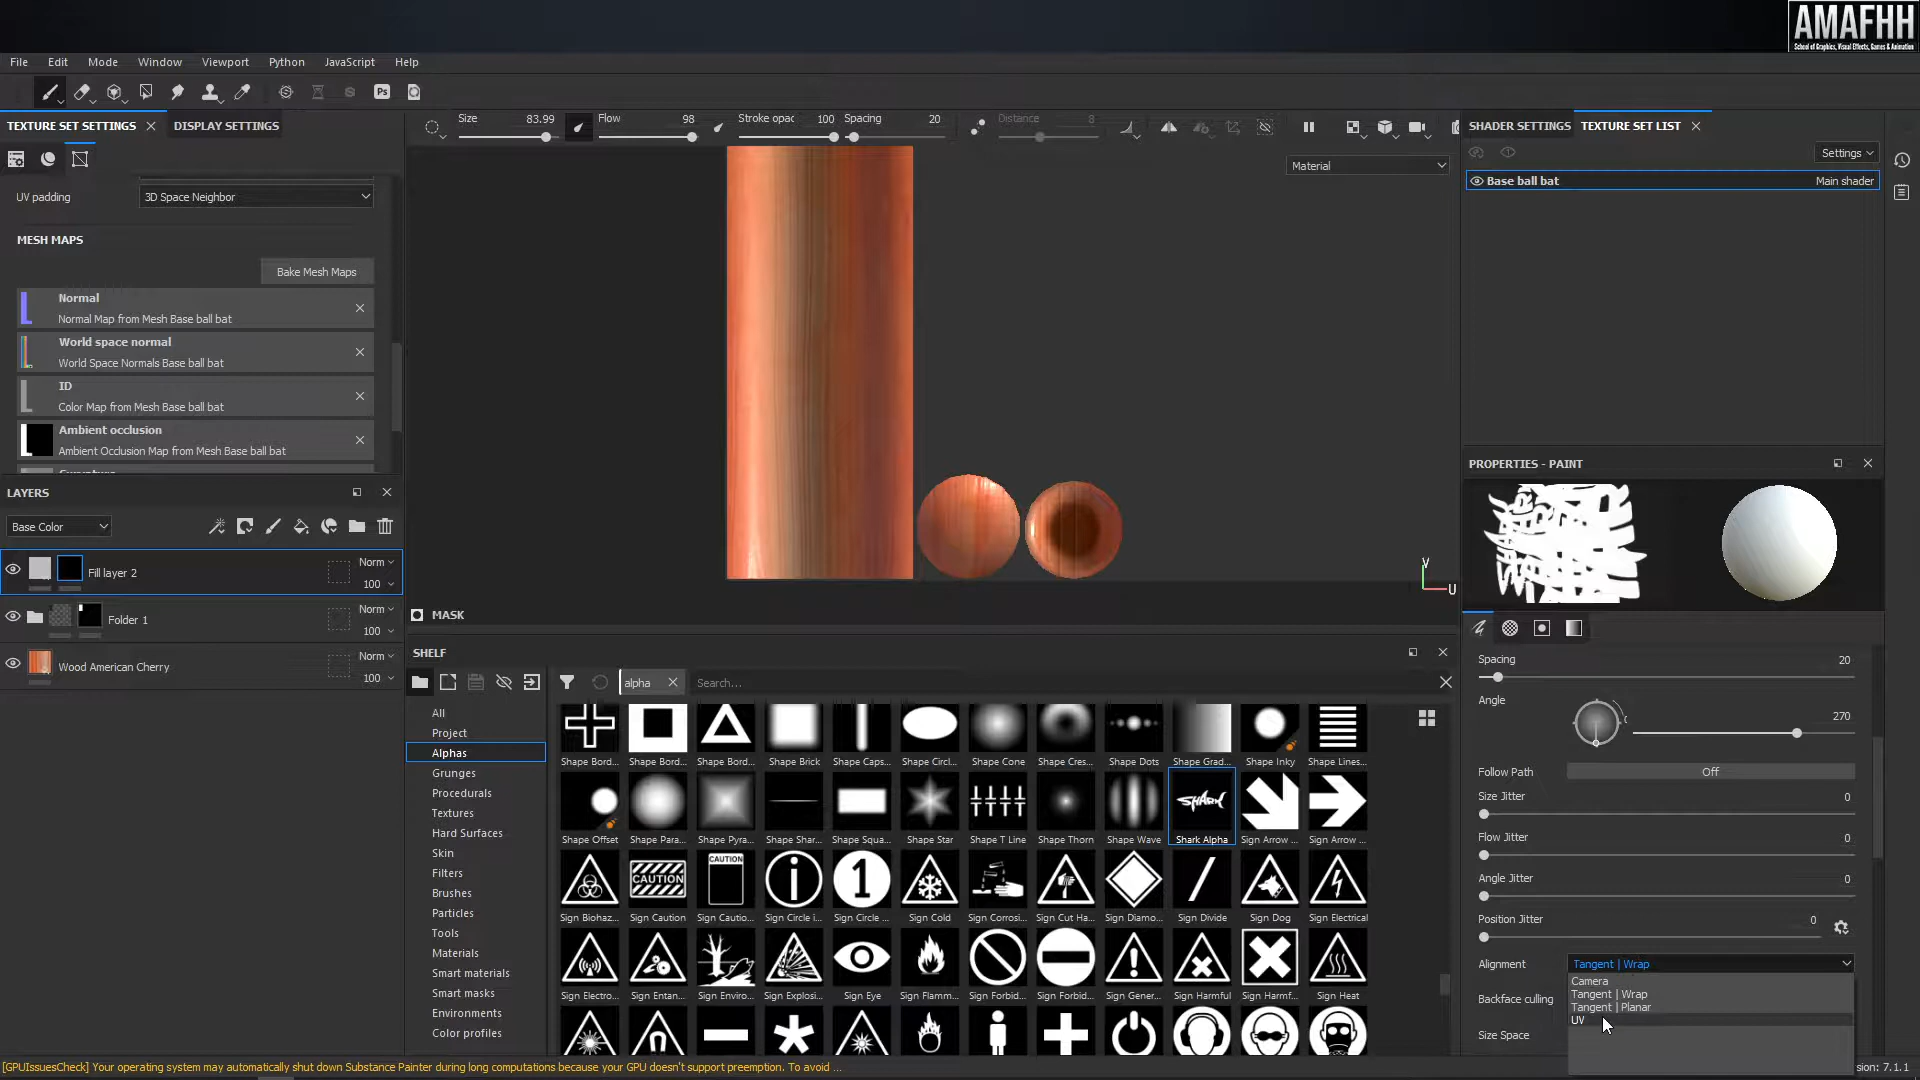 AMAFHH
School of Graphics, Visual Effects, Games & Animation
File Edit Mode Window Viewport Python JavaScript Help
Ps
TEXTURE SET SETTINGS DISPLAY SETTINGS
Size 83.99 Flow 98 Stroke opac 100 Spacing 20 Distance 8
SHADER SETTINGS TEXTURE SET LIST
Settings
Material
Base ball bat Main shader
UV padding 3D Space Neighbor
MESH MAPS
Bake Mesh Maps
Normal
Normal Map from Mesh Base ball bat
World space normal
World Space Normals Base ball bat
ID
Color Map from Mesh Base ball bat
Ambient occlusion
Ambient Occlusion Map from Mesh Base ball bat
LAYERS
Base Color
Fill layer 2 Norm 100
Folder 1 Norm 100
Wood American Cherry Norm 100
V
U
MASK
SHELF
alpha Search...
All
Project
Alphas
Grunges
Procedurals
Textures
Hard Surfaces
Skin
Filters
Brushes
Particles
Tools
Materials
Smart materials
Smart masks
Environments
Color profiles
Shape Bord... Shape Bord... Shape Bord... Shape Brick Shape Caps... Shape Circl... Shape Cone Shape Cres... Shape Dots Shape Grad... Shape Inky Shape Lines...
SHARK
Shape Offset Shape Para... Shape Pyra... Shape Shar... Shape Squa... Shape Star Shape T Line Shape Thorn Shape Wave Shark Alpha Sign Arrow ... Sign Arrow ...
CAUTION CAUTION 1
Sign Biohaz... Sign Caution Sign Cautio... Sign Circle i... Sign Circle ... Sign Cold Sign Corrosi... Sign Cut Ha... Sign Diamo... Sign Divide Sign Dog Sign Electrical
Sign Electro... Sign Entan... Sign Enviro... Sign Explosi... Sign Eye Sign Flamm... Sign Forbid... Sign Forbid... Sign Gener... Sign Harmful Sign Harmf... Sign Heat
PROPERTIES - PAINT
Spacing 20
Angle 270
Follow Path Off
Size Jitter 0
Flow Jitter 0
Angle Jitter 0
Position Jitter 0
Alignment Tangent | Wrap
Camera
Tangent | Wrap
Tangent | Planar
UV
Backface culling
Size Space
[GPUIssuesCheck] Your operating system may automatically shut down Substance Painter during long computations because your GPU doesn't support preemption. To avoid ...
sion: 7.1.1